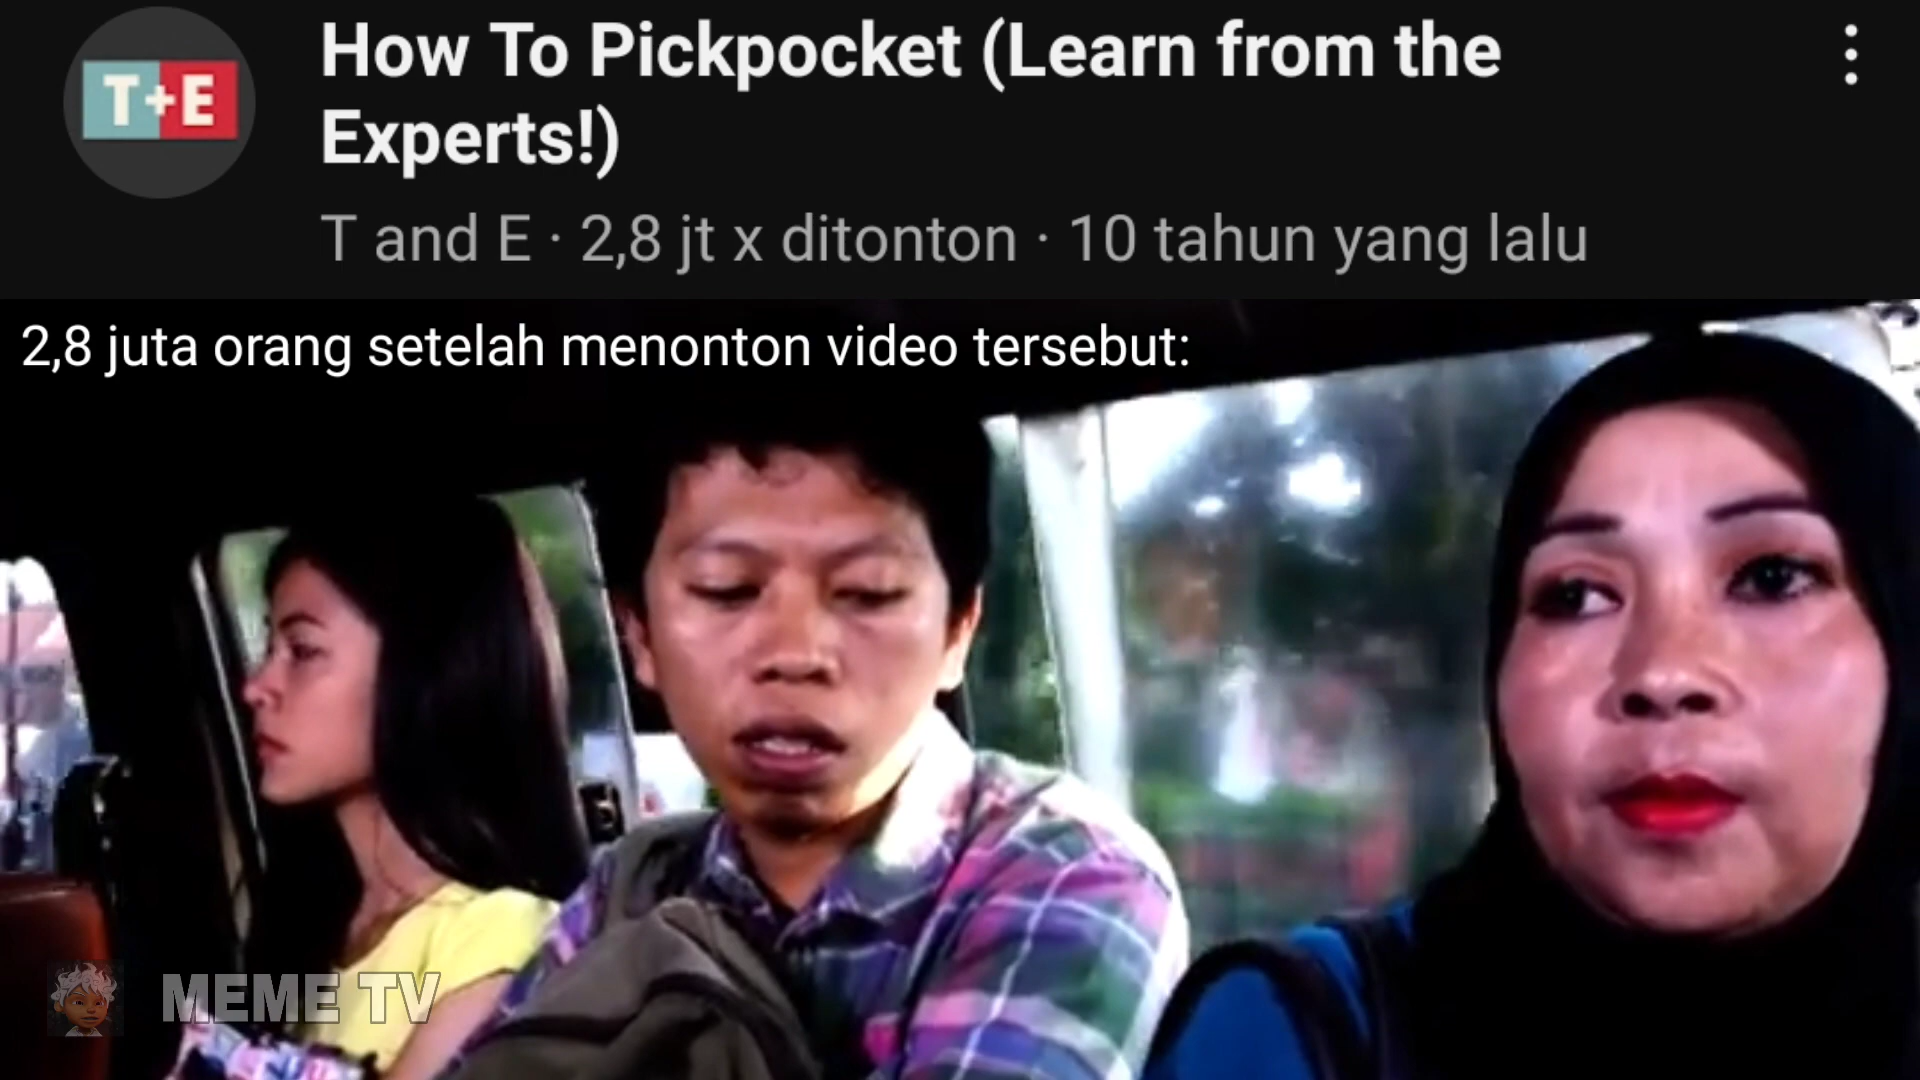 T+E
How To Pickpocket (Learn from the
Experts!)
T and E · 2,8 jt x ditonton · 10 tahun yang lalu
2,8 juta orang setelah menonton video tersebut:
MEME TV